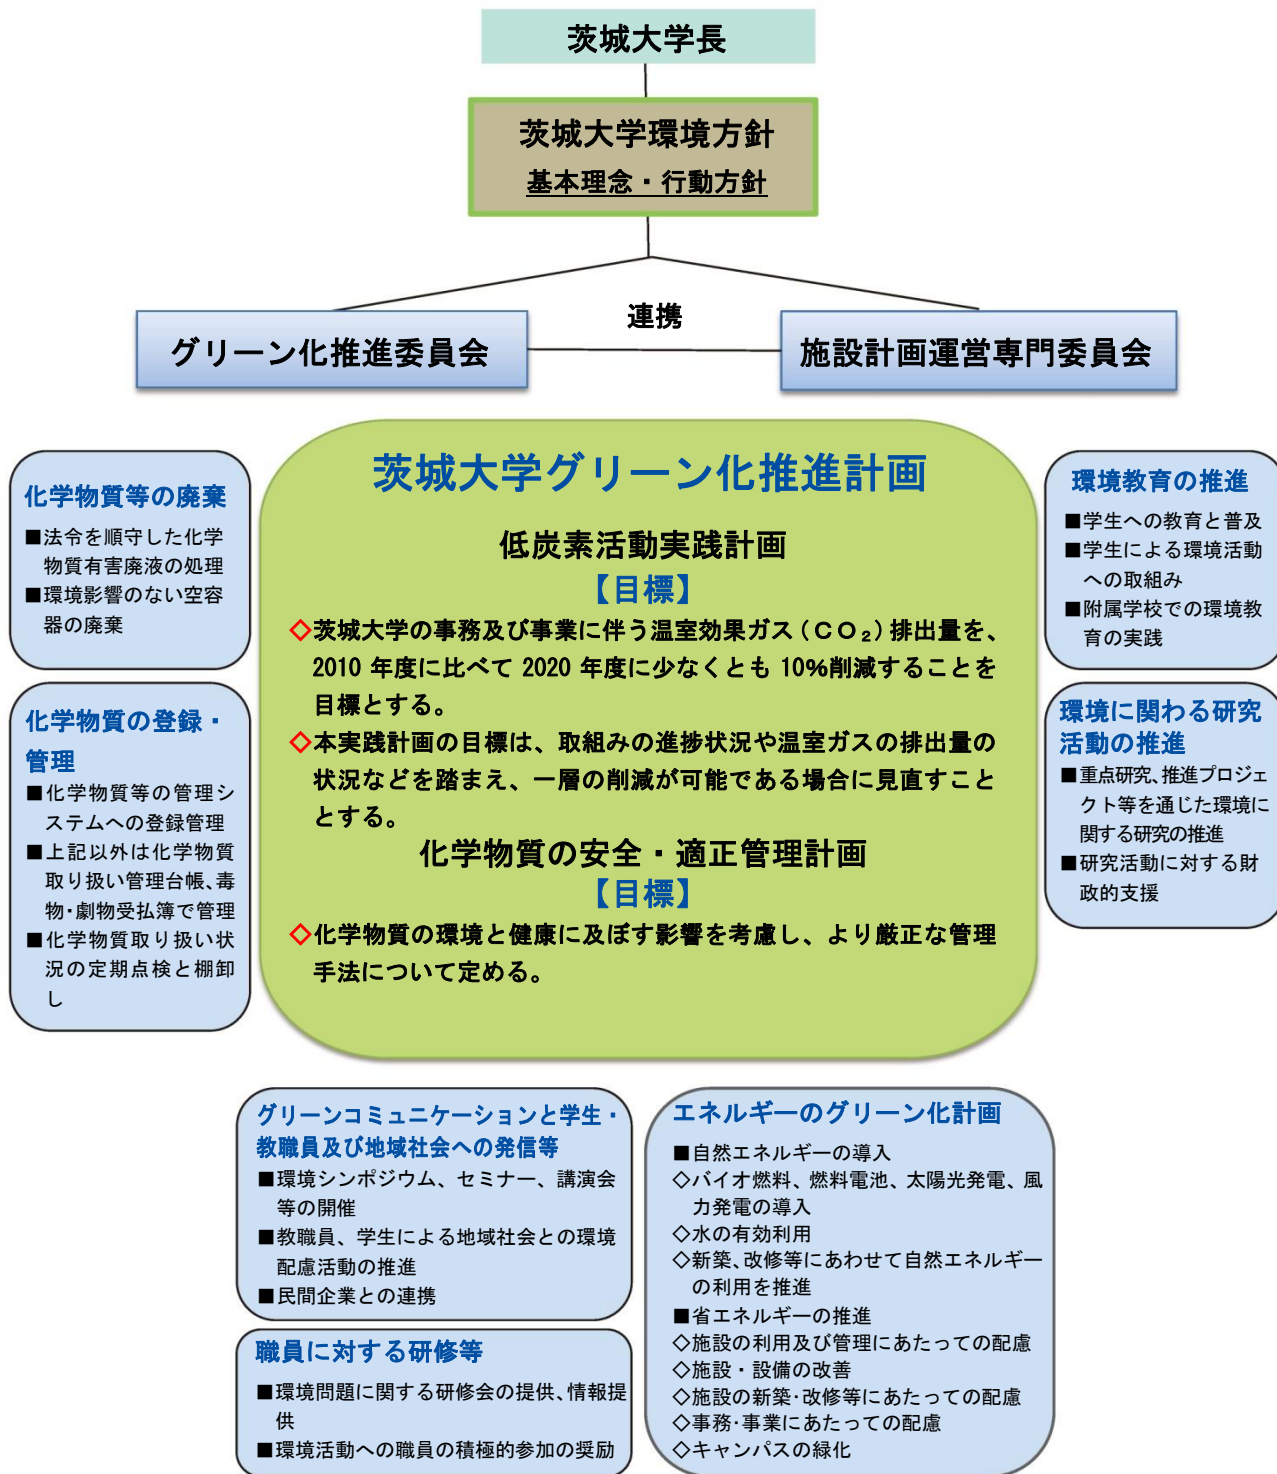 茨城大学長
茨城大学環境方針
基本理念・行動方針
連携
グリーン化推進委員会
施設計画運営専門委員会
茨城大学グリーン化推進計画
低炭素活動実践計画
【目標】
◇茨城大学の事務及び事業に伴う温室効果ガス(CO₂)排出量を、
2010 年度に比べて 2020 年度に少なくとも 10%削減することを
目標とする。
◇本実践計画の目標は、取組みの進捗状況や温室ガスの排出量の
状況などを踏まえ、一層の削減が可能である場合に見直すこと
とする。
化学物質の安全・適正管理計画
【目標】
◇化学物質の環境と健康に及ぼす影響を考慮し、より厳正な管理
手法について定める。
化学物質等の廃棄
■法令を順守した化学
物質有害廃液の処理
■環境影響のない空容
器の廃棄
化学物質の登録・
管理
■化学物質等の管理シ
ステムへの登録管理
■上記以外は化学物質
取り扱い管理台帳、毒
物・劇物受払簿で管理
■化学物質取り扱い状
況の定期点検と棚卸
し
環境教育の推進
■学生への教育と普及
■学生による環境活動
への取組み
■附属学校での環境教
育の実践
環境に関わる研究
活動の推進
■重点研究、推進プロジェ
クト等を通じた環境に
関する研究の推進
■研究活動に対する財
政的支援
グリーンコミュニケーションと学生・
教職員及び地域社会への発信等
■環境シンポジウム、セミナー、講演会
等の開催
■教職員、学生による地域社会との環境
配慮活動の推進
■民間企業との連携
職員に対する研修等
■環境問題に関する研修会の提供、情報提
供
■環境活動への職員の積極的参加の奨励
エネルギーのグリーン化計画
■自然エネルギーの導入
◇バイオ燃料、燃料電池、太陽光発電、風
力発電の導入
◇水の有効利用
◇新築、改修等にあわせて自然エネルギー
の利用を推進
■省エネルギーの推進
◇施設の利用及び管理にあたっての配慮
◇施設・設備の改善
◇施設の新築・改修等にあたっての配慮
◇事務・事業にあたっての配慮
◇キャンパスの緑化